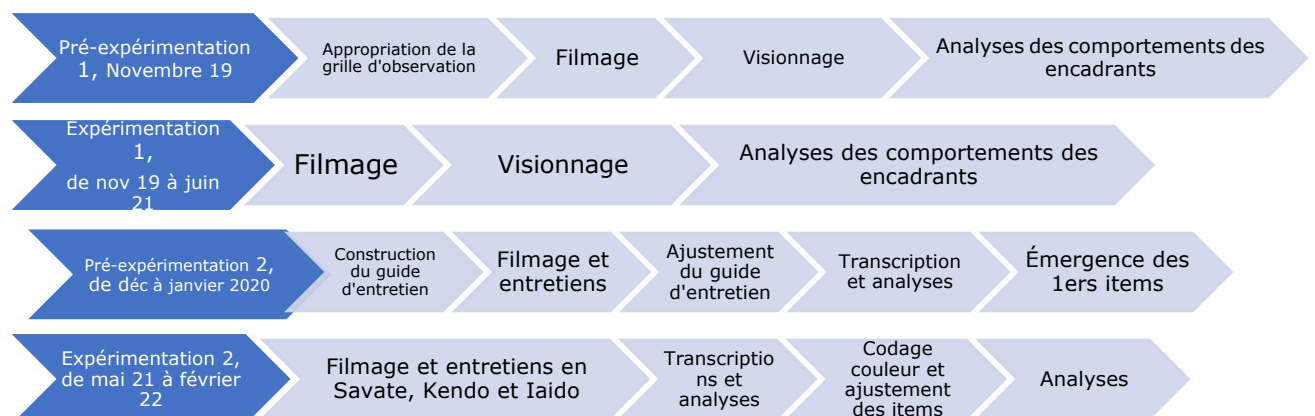 Pré-expérimentation
1, Novembre 19
Appropriation de la
grille d'observation
Filmage
Visionnage
Analyses des comportements des
encadrants
Expérimentation
1,
de nov 19 à juin
21
Filmage
Visionnage
Analyses des comportements des
encadrants
Pré-expérimentation 2,
de déc à janvier 2020
Construction
du guide
d'entretien
Filmage et
entretiens
Ajustement
du guide
d'entretien
Transcription
et analyses
Émergence des
1ers items
Expérimentation 2,
de mai 21 à février
22
Filmage et entretiens en
Savate, Kendo et Iaido
Transcriptio
ns et
analyses
Codage
couleur et
ajustement
des items
Analyses